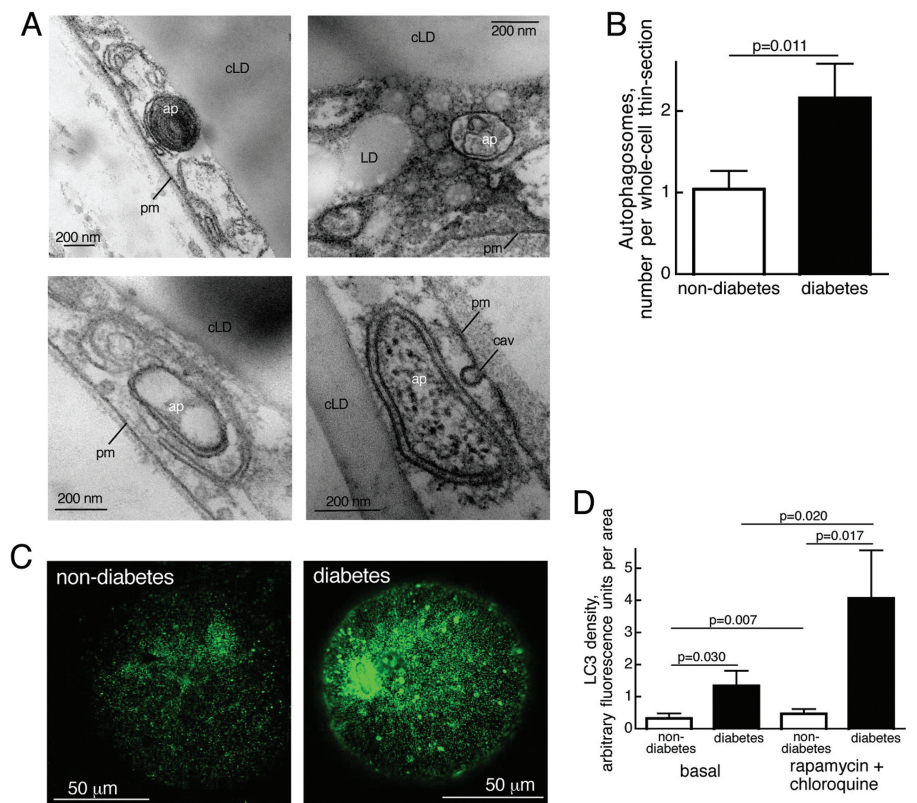 A
cLD
ap
pm
200 nm
200 nm
cLD
ap
LD
pm
cLD
ap
pm
200 nm
pm
cav
ap
cLD
200 nm
B
p=0.011
Autophagosomes,
number per whole-cell thin-section
2
1
0
non-diabetes
diabetes
C
non-diabetes
50 μm
diabetes
50 μm
D
p=0.020
p=0.017
p=0.007
p=0.030
LC3 density,
arbitrary fluorescence units per area
5
4
3
2
1
0
non-
diabetes
diabetes
non-
diabetes
diabetes
basal
rapamycin +
chloroquine